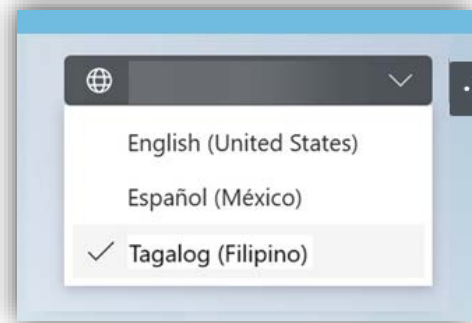 English (United States)
Español (México)
Tagalog (Filipino)